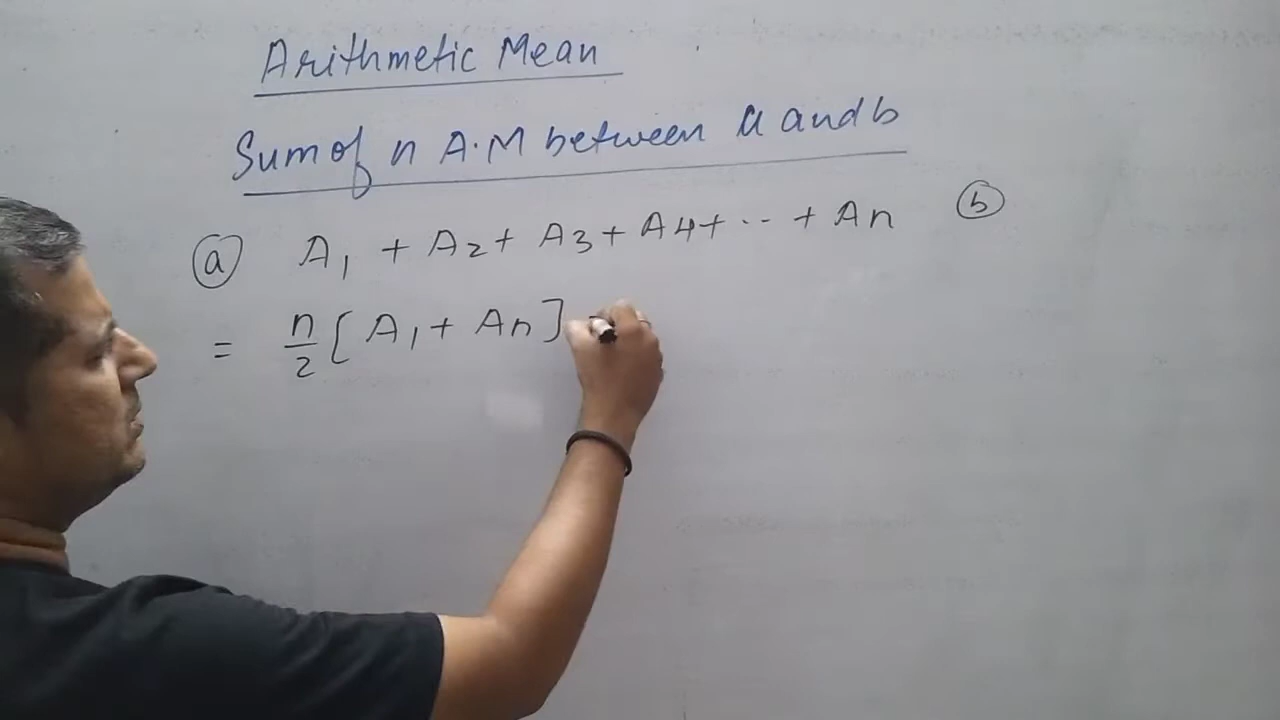 Arithmetic Mean
Sum of n A.M between a and b
a A1 + A2 + A3 + A4 + .. + An b
= n/2 [A1 + An]